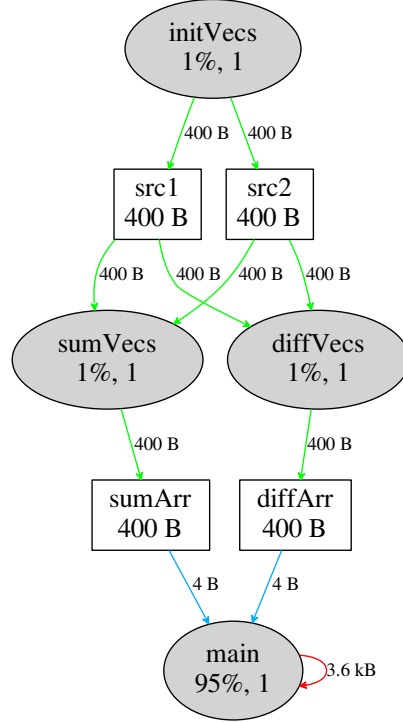 initVecs
1%, 1
400 B
400 B
src1
400 B
src2
400 B
400 B
400 B
400 B
400 B
sumVecs
1%, 1
diffVecs
1%, 1
400 B
400 B
sumArr
400 B
diffArr
400 B
4 B
4 B
main
95%, 1
3.6 kB